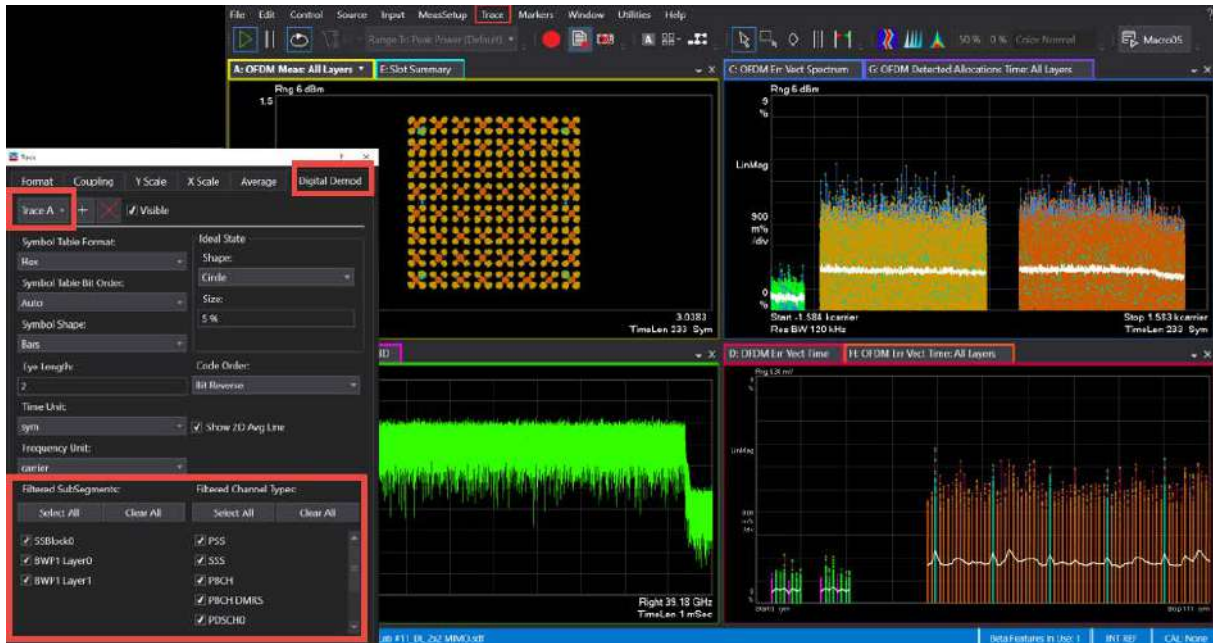 File Edit Control Source Input MeasSetup Trace Markers Window Utilities Help
Range To Peak Power (Default) 50 % 0 % Color Normal Macro05
A: OFDM Meas: All Layers E:Slot Summary
C: OFDM Err Vect Spectrum G: OFDM Detected Allocations Time: All Layers
Rng 6 dBm
1.5
3.0383
TimeLen 233 Sym
Rng 6 dBm
9
%
LinMag
900
m%
/div
0
%
Start -1.584 kcarrier Stop 1.583 kcarrier
Res BW 120 kHz TimeLen 233 Sym
Trace
Format Coupling Y Scale X Scale Average Digital Demod
Trace A Visible
Symbol Table Format:
Hex
Symbol Table Bit Order:
Auto
Symbol Shape:
Bars
Eye Length:
2
Time Unit:
sym
Frequency Unit:
carrier
Ideal State
Shape:
Circle
Size:
5 %
Code Order:
Bit Reverse
Show 2D Avg Line
Filtered SubSegments:
Select All Clear All
SSBlock0
BWP1 Layer0
BWP1 Layer1
Filtered Channel Types:
Select All Clear All
PSS
SSS
PBCH
PBCH DMRS
PDSCH0
Right 39.18 GHz
TimeLen 1 mSec
D: OFDM Err Vect Time H: OFDM Err Vect Time: All Layers
LinMag
Lab #11_DL_2x2 MIMO.sdf
Beta Features in Use: 1 INT REF CAL: None